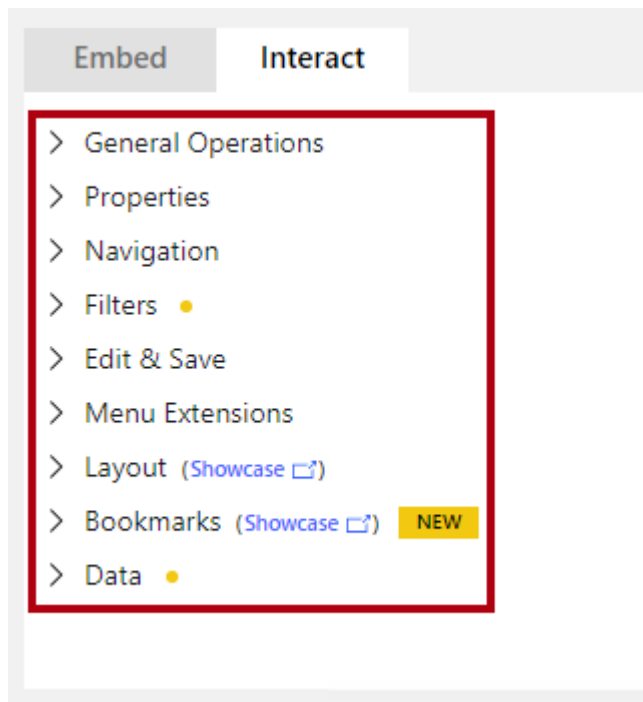 Embed Interact
General Operations
Properties
Navigation
Filters
Edit & Save
Menu Extensions
Layout (Showcase)
Bookmarks (Showcase) NEW
Data